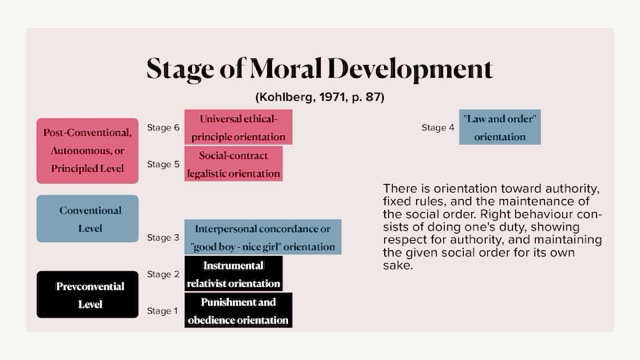 Stage of Moral Development
(Kohlberg, 1971, p. 87)
Post-Conventional,
Autonomous, or
Principled Level
Stage 6
Universal ethical-
principle orientation
Stage 5
Social-contract
legalistic orientation
Conventional
Level
Stage 3
Interpersonal concordance or
"good boy - nice girl" orientation
Prevconvential
Level
Stage 2
Instrumental
relativist orientation
Stage 1
Punishment and
obedience orientation
Stage 4
"Law and order"
orientation
There is orientation toward authority,
fixed rules, and the maintenance of
the social order. Right behaviour con-
sists of doing one's duty, showing
respect for authority, and maintaining
the given social order for its own
sake.